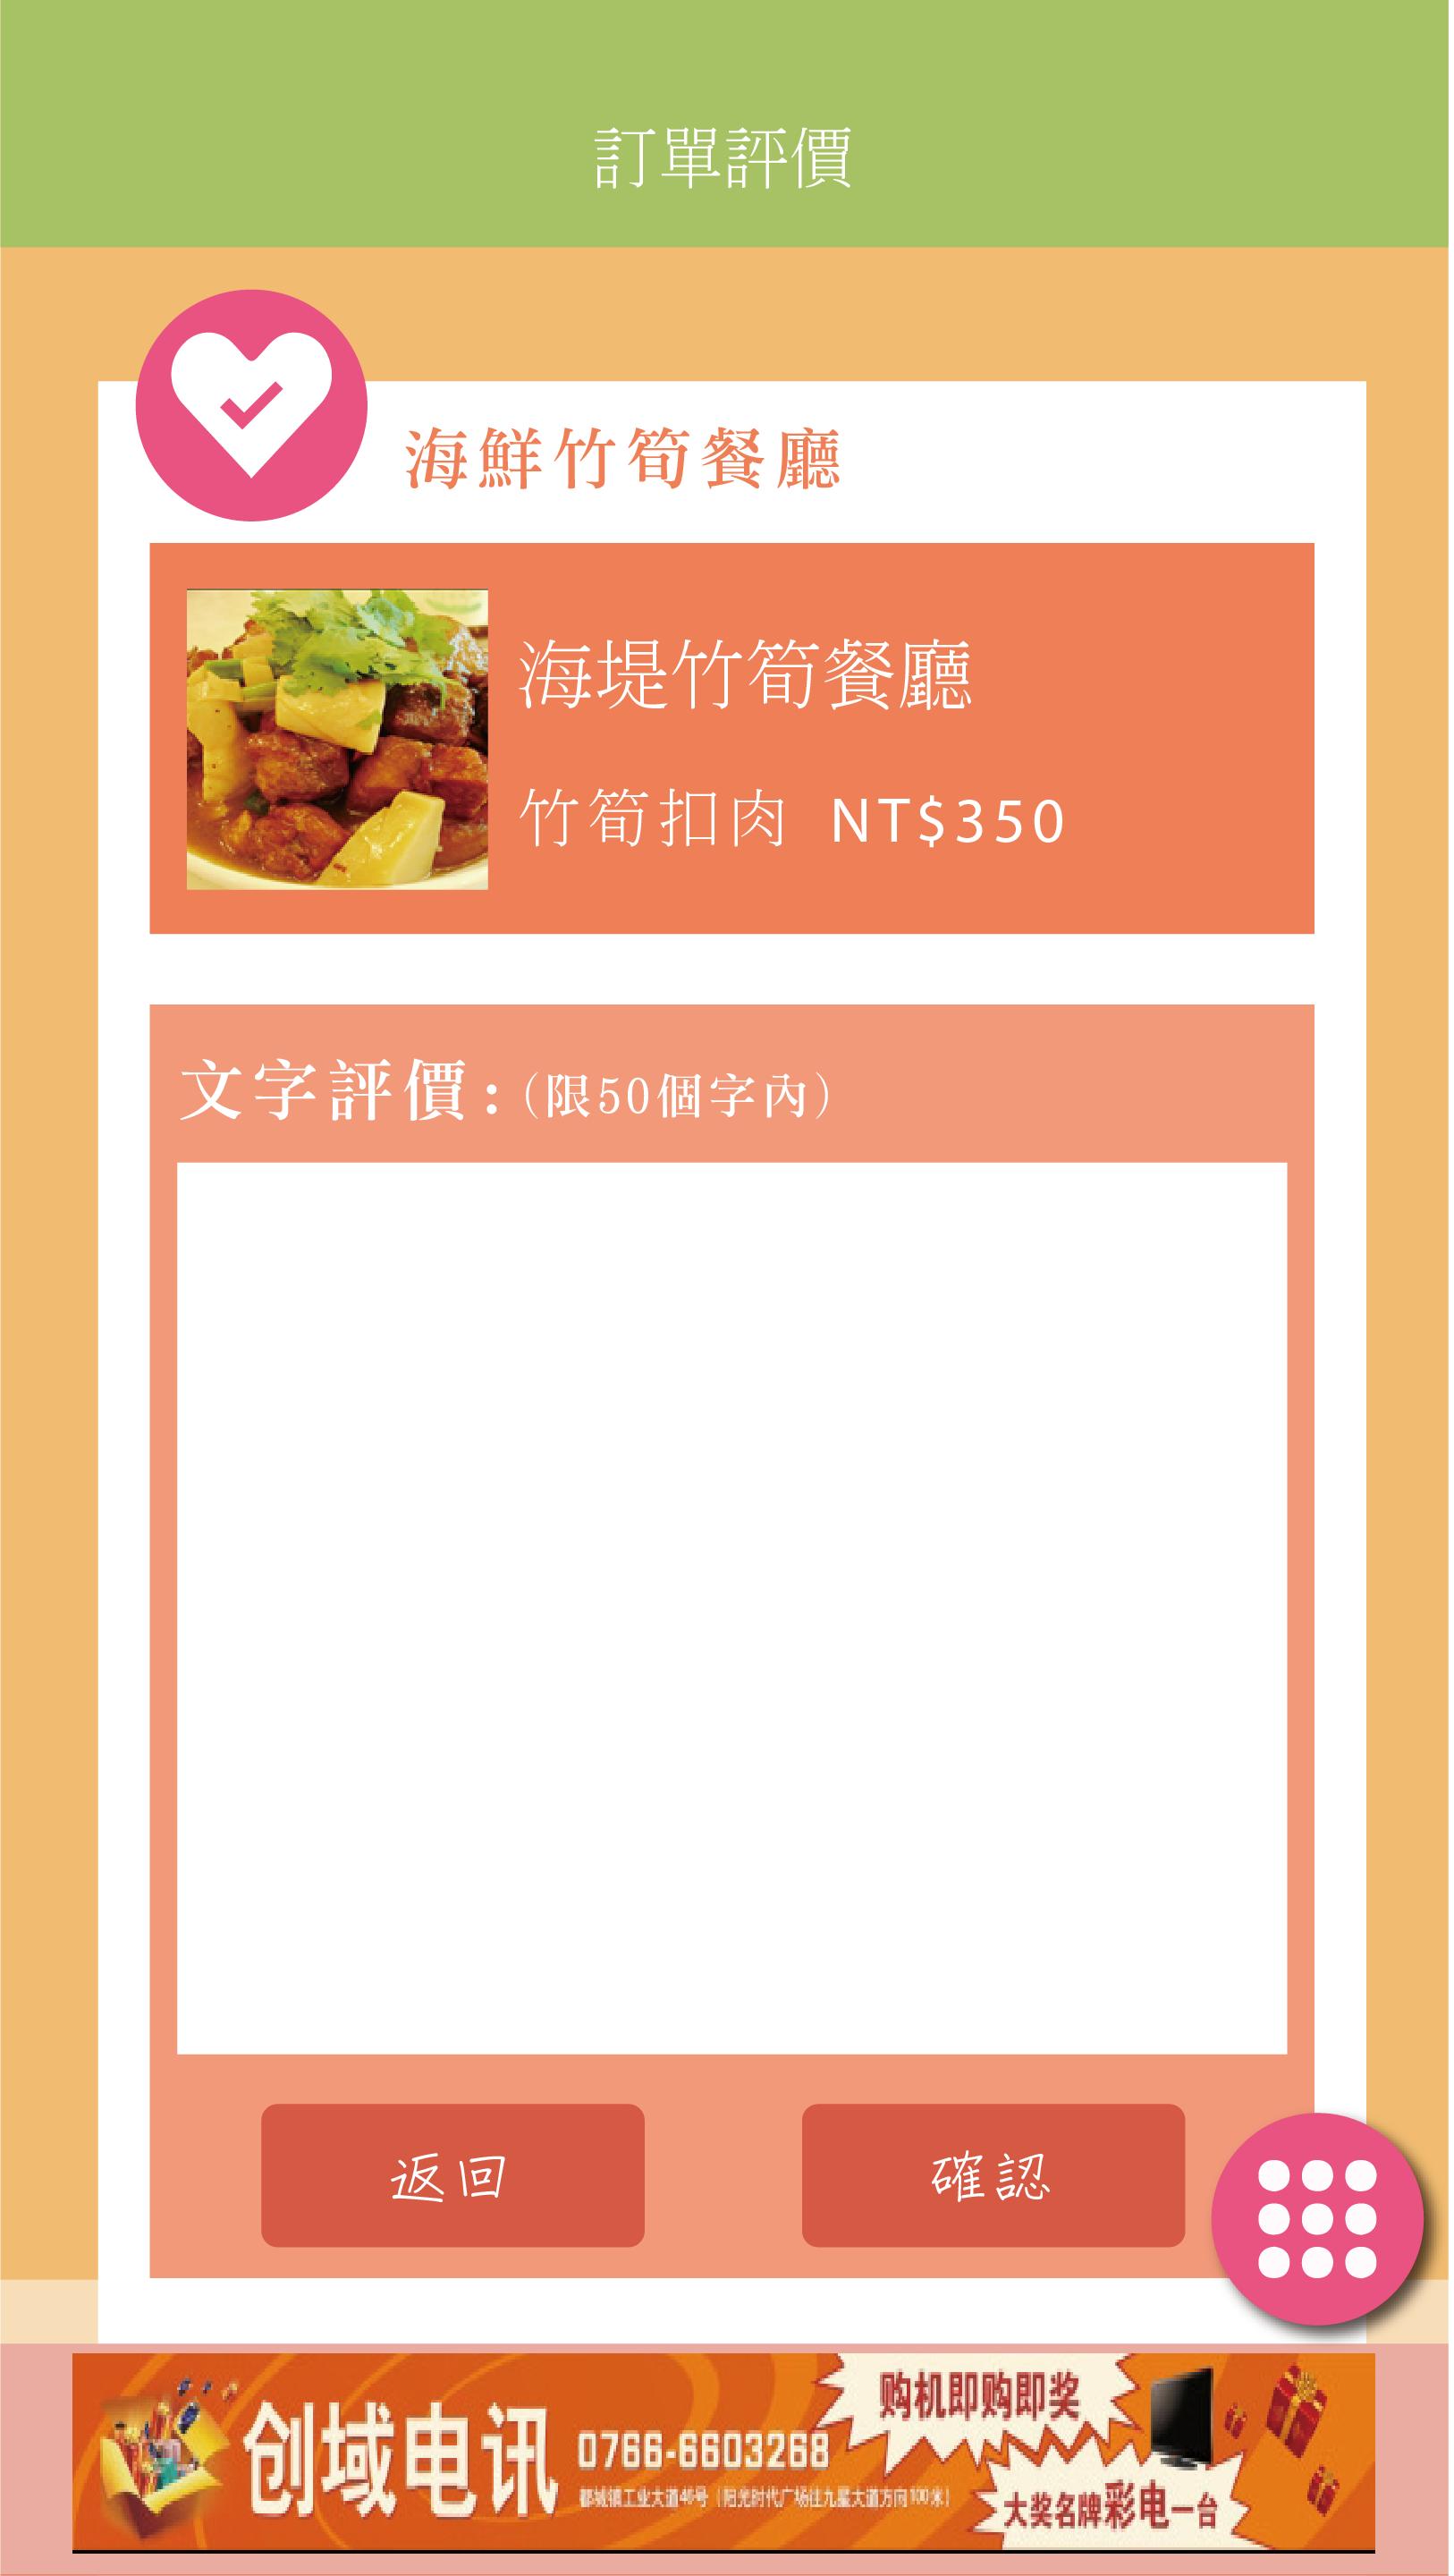 訂單評價
海鮮竹筍餐廳
海堤竹筍餐廳
竹筍扣肉 NT$350
文字評價:(限50個字內)
返回
確認
购机即购即奖
创域电讯 0766-6603268
都城镇工业大道46号(阳光时代广场往九星大道方向100米)
大奖名牌彩电一台